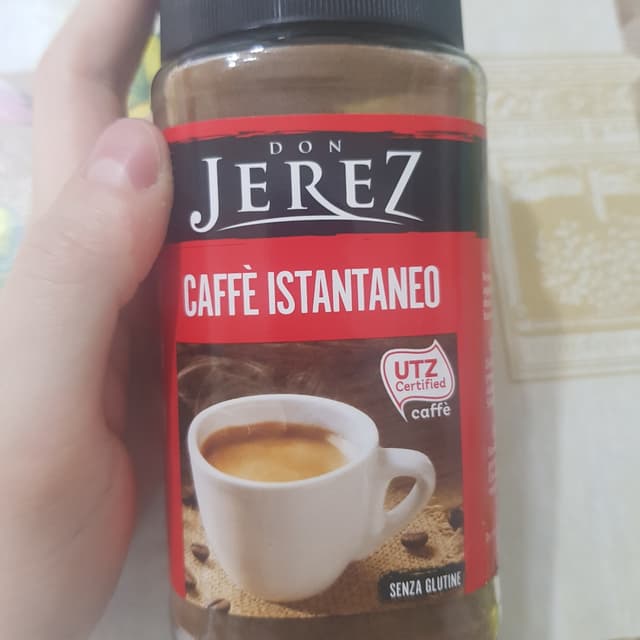 DON
JEREZ
CAFFÈ ISTANTANEO
UTZ
Certified
caffè
SENZA GLUTINE